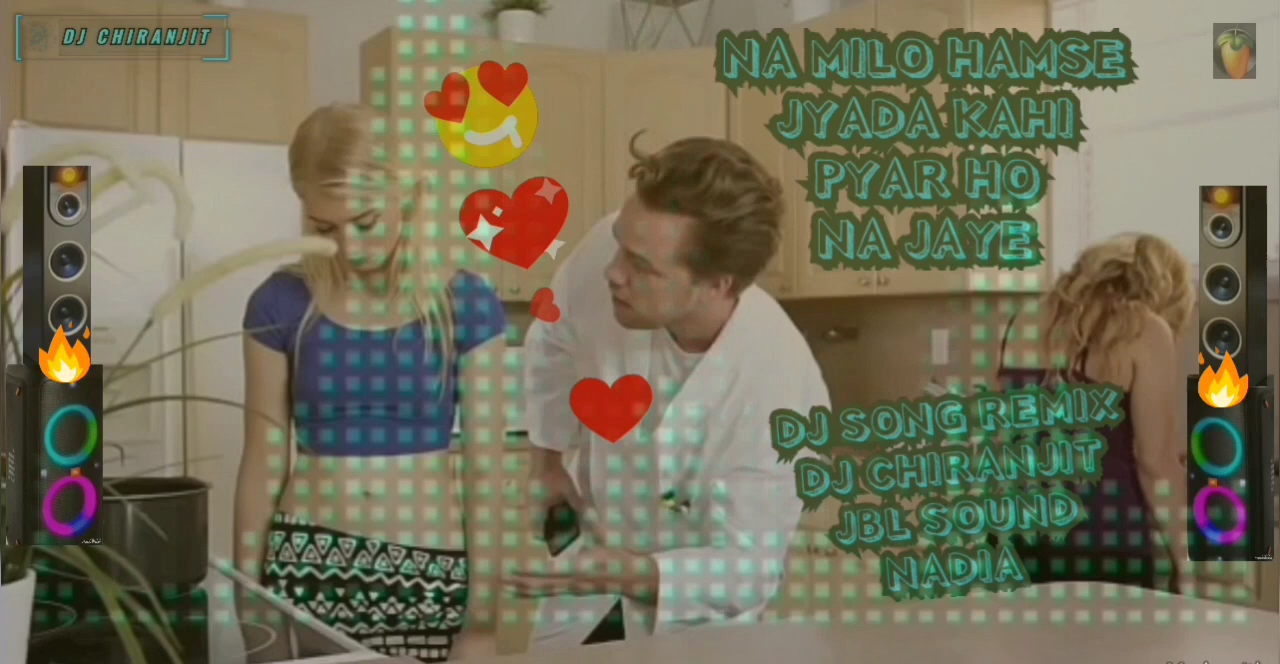 DJ CHIRANJIT
NA MILO HAMSE
JYADA KAHI
PYAR HO
NA JAYE
DJ SONG REMIX
DJ CHIRANJIT
JBL SOUND
NADIA